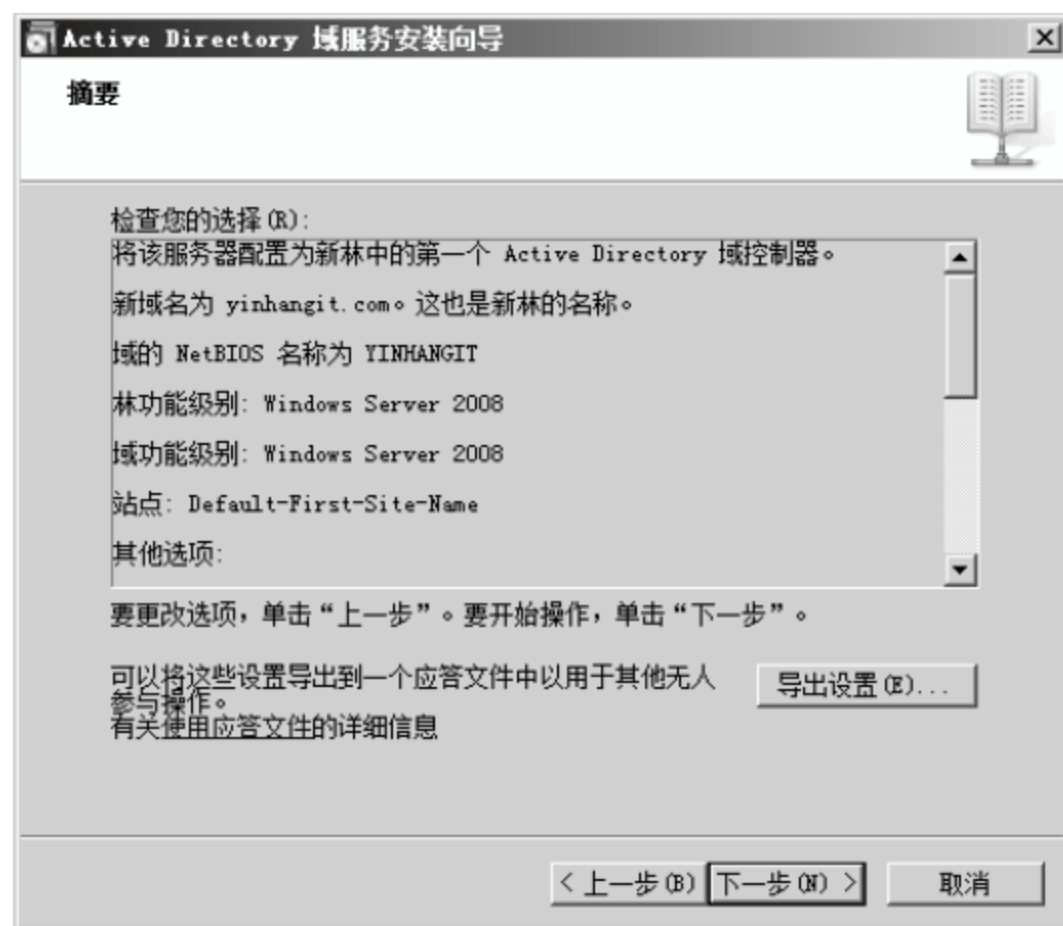 Active Directory 域服务安装向导
摘要
检查您的选择(R):
将该服务器配置为新林中的第一个 Active Directory 域控制器。
新域名为 yinhangit.com。这也是新林的名称。
域的 NetBIOS 名称为 YINHANGIT
林功能级别: Windows Server 2008
域功能级别: Windows Server 2008
站点: Default-First-Site-Name
其他选项:
要更改选项，单击“上一步”。要开始操作，单击“下一步”。
可以将这些设置导出到一个应答文件中以用于其他无人
参与操作。
导出设置(E)...
有关使用应答文件的详细信息
< 上一步(B) 下一步(N) > 取消